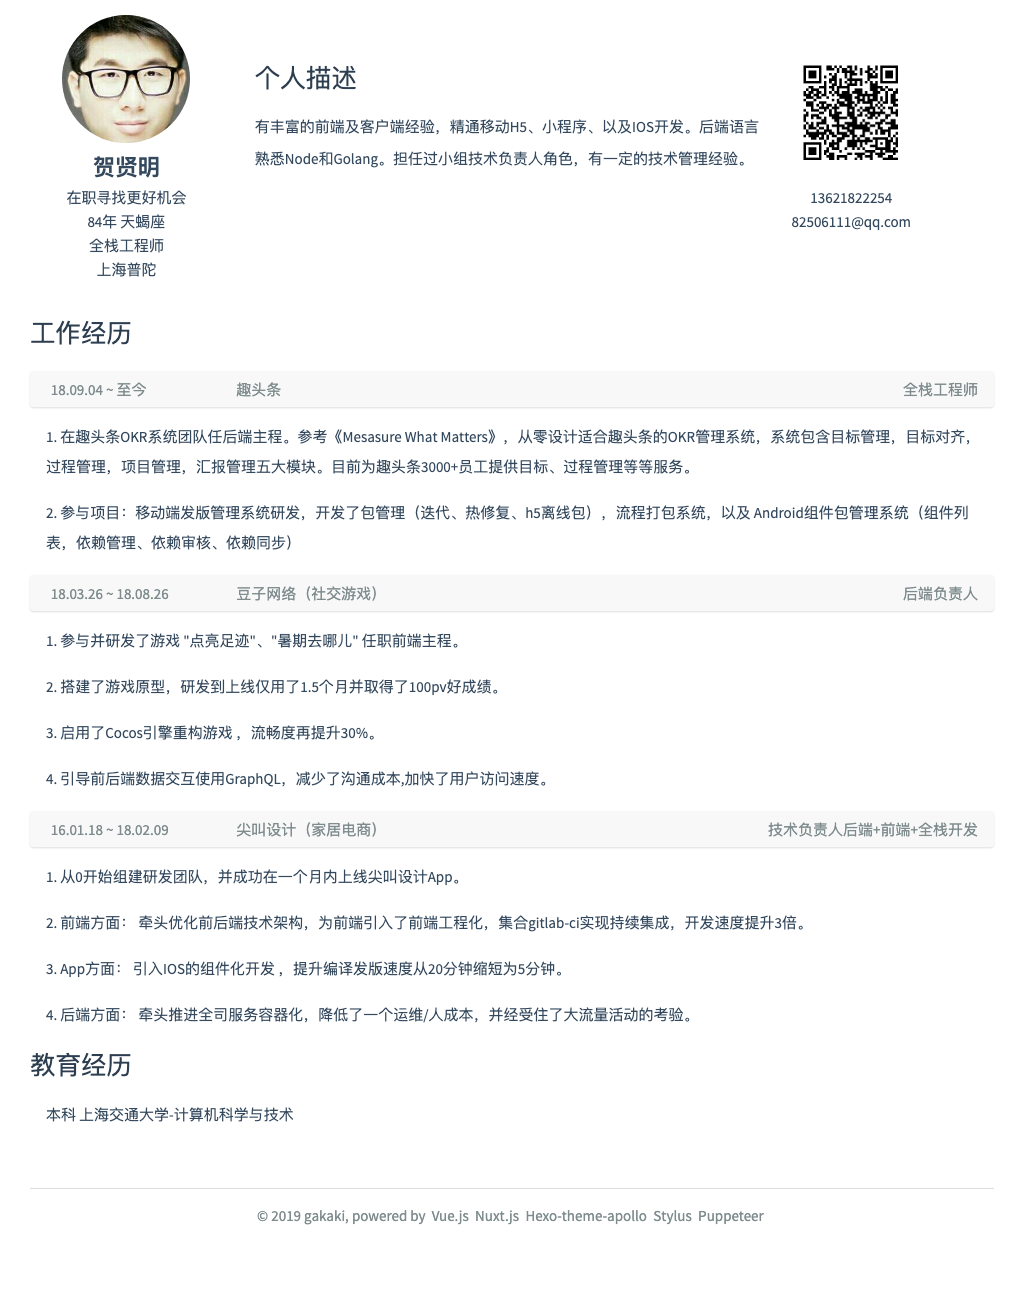 贺贤明
在职寻找更好机会
84年 天蝎座
全栈工程师
上海普陀
个人描述
有丰富的前端及客户端经验，精通移动H5、小程序、以及IOS开发。后端语言
熟悉Node和Golang。担任过小组技术负责人角色，有一定的技术管理经验。
13621822254
82506111@qq.com
工作经历
18.09.04 ~ 至今 趣头条 全栈工程师
1. 在趣头条OKR系统团队任后端主程。参考《Mesasure What Matters》，从零设计适合趣头条的OKR管理系统，系统包含目标管理，目标对齐，
过程管理，项目管理，汇报管理五大模块。目前为趣头条3000+员工提供目标、过程管理等等服务。
2. 参与项目：移动端发版管理系统研发，开发了包管理（迭代、热修复、h5离线包），流程打包系统，以及 Android组件包管理系统（组件列
表，依赖管理、依赖审核、依赖同步）
18.03.26 ~ 18.08.26 豆子网络（社交游戏） 后端负责人
1. 参与并研发了游戏 "点亮足迹"、"暑期去哪儿" 任职前端主程。
2. 搭建了游戏原型，研发到上线仅用了1.5个月并取得了100pv好成绩。
3. 启用了Cocos引擎重构游戏 ，流畅度再提升30%。
4. 引导前后端数据交互使用GraphQL，减少了沟通成本,加快了用户访问速度。
16.01.18 ~ 18.02.09 尖叫设计（家居电商） 技术负责人后端+前端+全栈开发
1. 从0开始组建研发团队，并成功在一个月内上线尖叫设计App。
2. 前端方面： 牵头优化前后端技术架构，为前端引入了前端工程化，集合gitlab-ci实现持续集成，开发速度提升3倍。
3. App方面： 引入IOS的组件化开发 ，提升编译发版速度从20分钟缩短为5分钟。
4. 后端方面： 牵头推进全司服务容器化，降低了一个运维/人成本，并经受住了大流量活动的考验。
教育经历
本科 上海交通大学-计算机科学与技术
© 2019 gakaki, powered by Vue.js Nuxt.js Hexo-theme-apollo Stylus Puppeteer